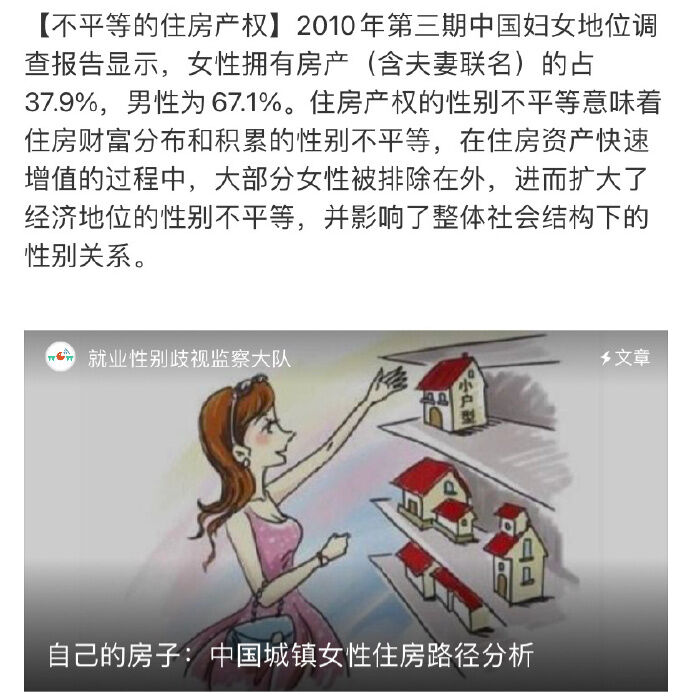 【不平等的住房产权】2010年第三期中国妇女地位调
查报告显示，女性拥有房产（含夫妻联名）的占
37.9%，男性为67.1%。住房产权的性别不平等意味着
住房财富分布和积累的性别不平等，在住房资产快速
增值的过程中，大部分女性被排除在外，进而扩大了
经济地位的性别不平等，并影响了整体社会结构下的
性别关系。
就业性别歧视监察大队
文章
小户型
自己的房子：中国城镇女性住房路径分析